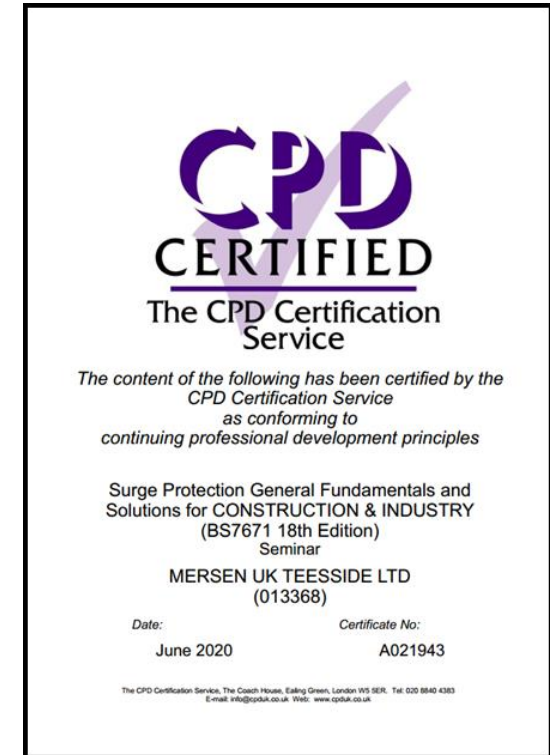 CPD
CERTIFIED
The CPD Certification
Service
The content of the following has been certified by the
CPD Certification Service
as conforming to
continuing professional development principles
Surge Protection General Fundamentals and
Solutions for CONSTRUCTION & INDUSTRY
(BS7671 18th Edition)
Seminar
MERSEN UK TEESSIDE LTD
(013368)
Date: Certificate No:
June 2020 A021943
The CPD Certification Service, The Coach House, Ealing Green, London W5 5ER. Tel: 020 8840 4383
E-mail: info@cpduk.co.uk Web: www.cpduk.co.uk